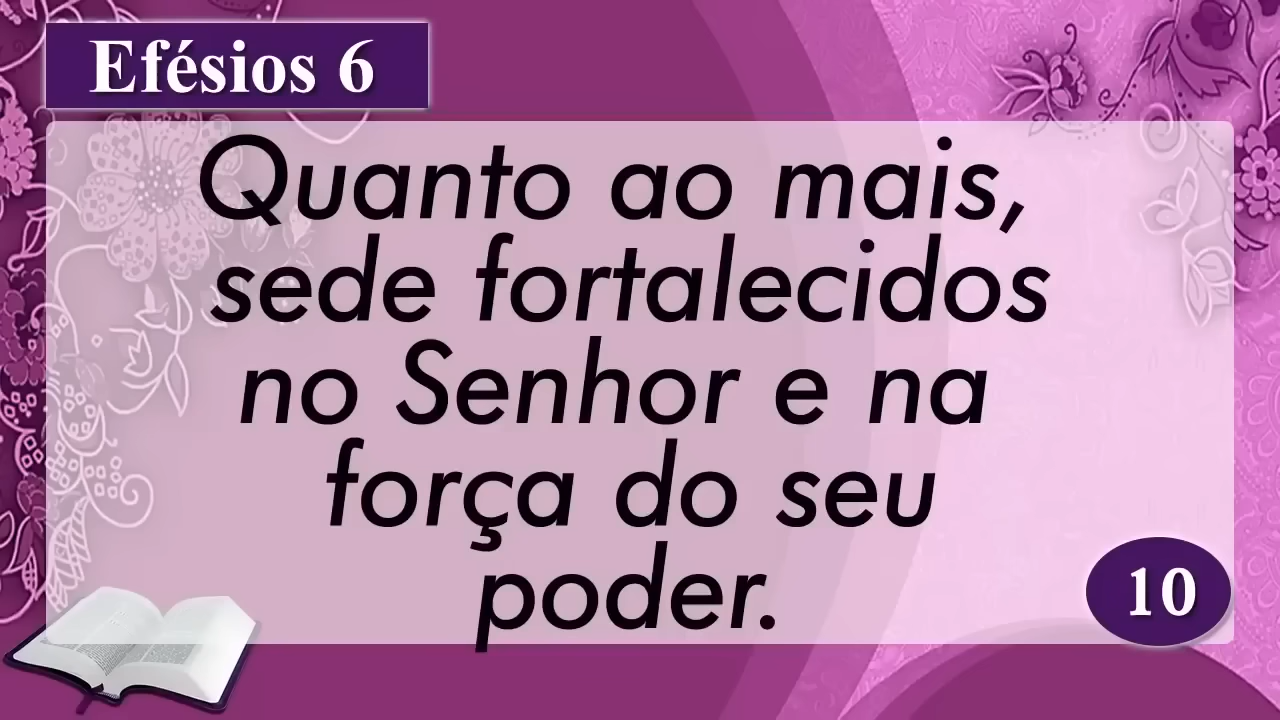 Efésios 6
Quanto ao mais,
sede fortalecidos
no Senhor e na
força do seu
poder.
10